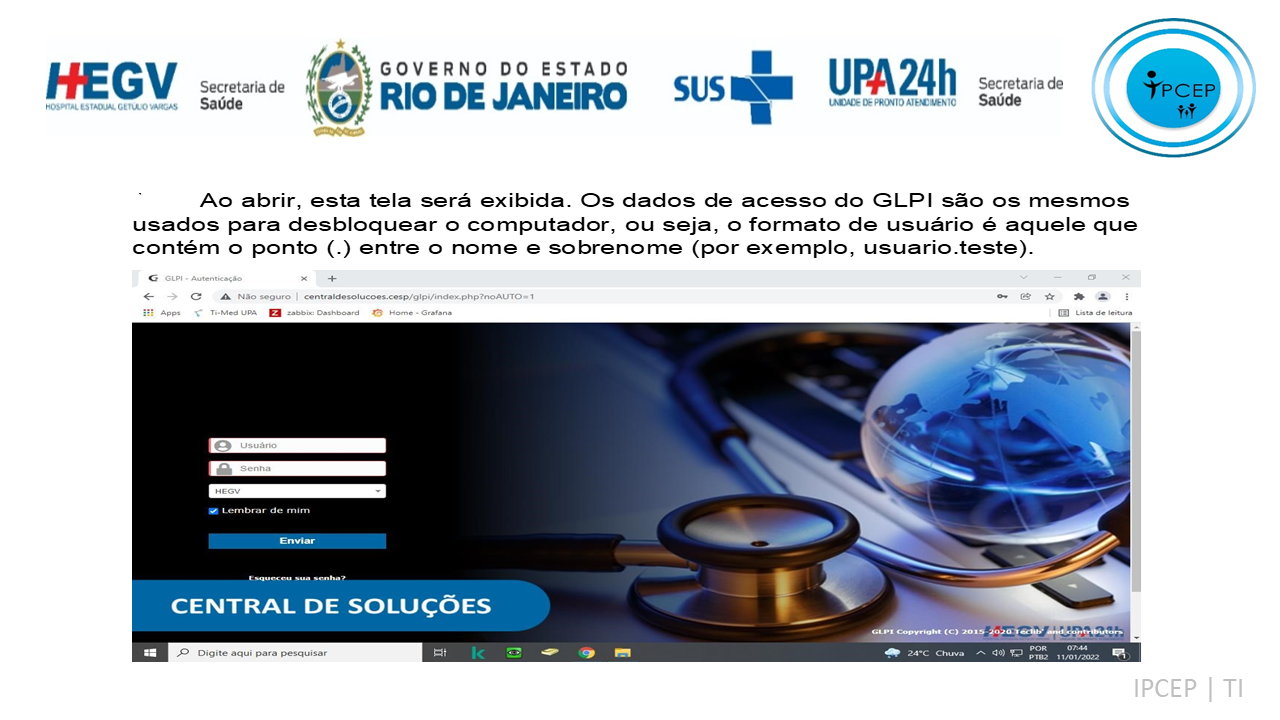 HEGV
HOSPITAL ESTADUAL GETULIO VARGAS
Secretaria de
Saúde
GOVERNO DO ESTADO
RIO DE JANEIRO
SUS
UPA 24h
UNIDADE DE PRONTO ATENDIMENTO
Secretaria de
Saúde
IPCEP
Ao abrir, esta tela será exibida. Os dados de acesso do GLPI são os mesmos
usados para desbloquear o computador, ou seja, o formato de usuário é aquele que
contém o ponto (.) entre o nome e sobrenome (por exemplo, usuario.teste).
GLPI - Autenticação
Não seguro | centraldesolucoes.cesp/glpi/index.php?noAUTO=1
Apps Ti-Med UPA zabbix: Dashboard Home - Grafana Lista de leitura
Usuário
Senha
HEGV
Lembrar de mim
Enviar
Esqueceu sua senha?
CENTRAL DE SOLUÇÕES
GLPI Copyright (C) 2015-2020 Teclib' and contributors
HEGV UPA 24h
Digite aqui para pesquisar
24°C Chuva
POR
PTB2
07:44
11/01/2022
1
IPCEP | TI